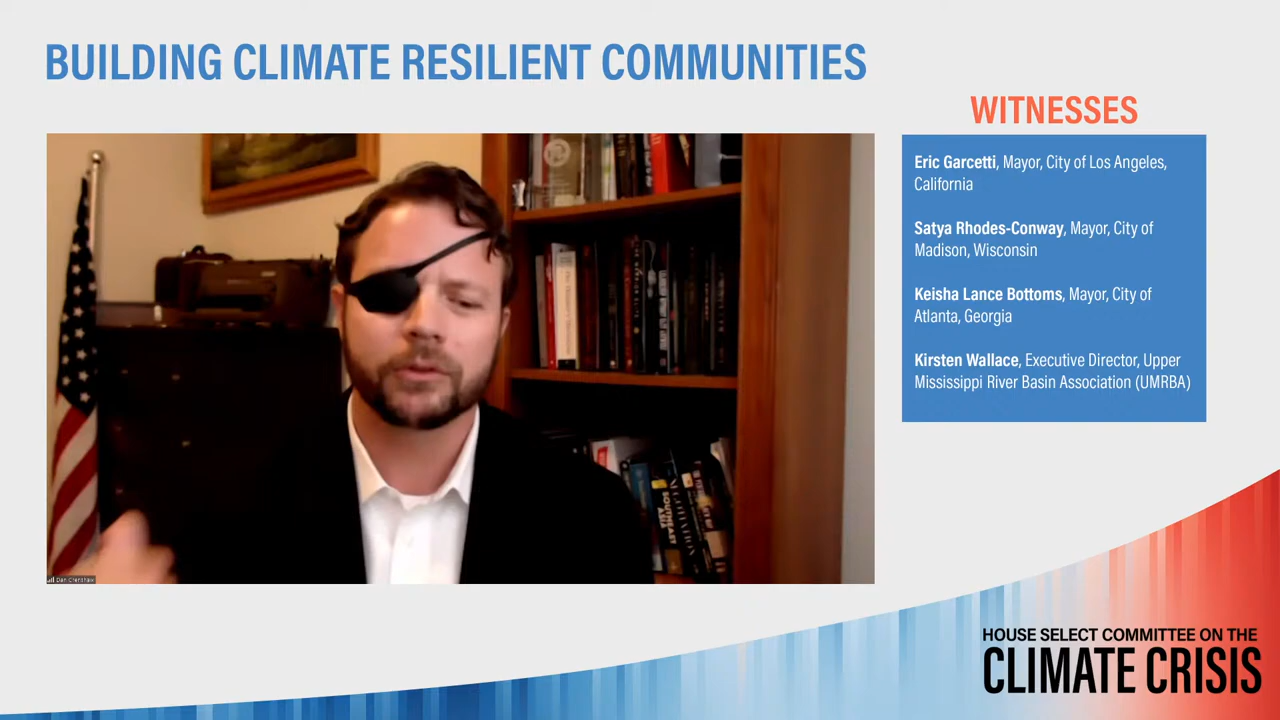 BUILDING CLIMATE RESILIENT COMMUNITIES
WITNESSES
Eric Garcetti, Mayor, City of Los Angeles,
California
Satya Rhodes-Conway, Mayor, City of
Madison, Wisconsin
Keisha Lance Bottoms, Mayor, City of
Atlanta, Georgia
Kirsten Wallace, Executive Director, Upper
Mississippi River Basin Association (UMRBA)
Dan Crenshaw
HOUSE SELECT COMMITTEE ON THE
CLIMATE CRISIS